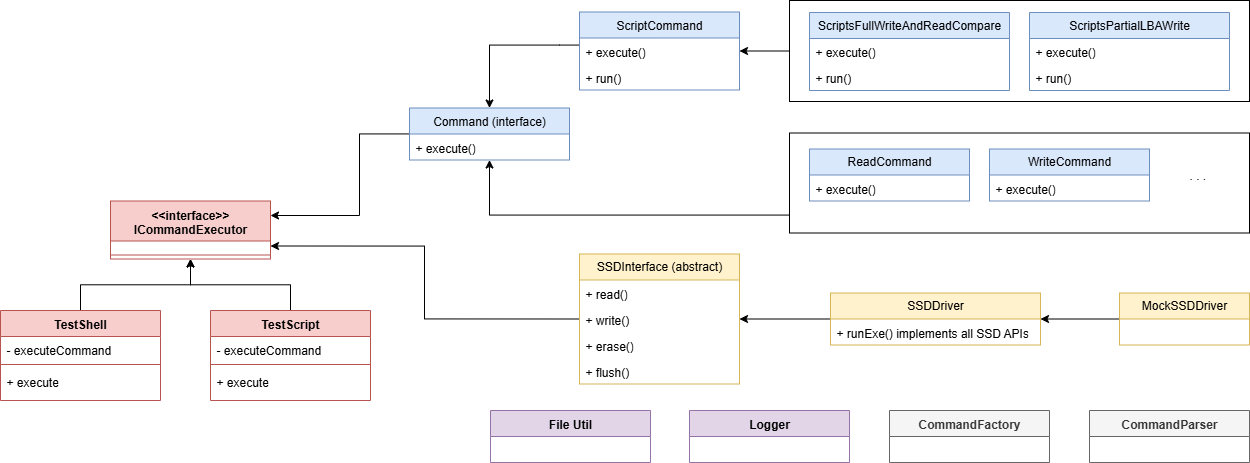 ScriptCommand
+ execute()
+ run()
ScriptsFullWriteAndReadCompare
+ execute()
+ run()
ScriptsPartialLBAWrite
+ execute()
+ run()
Command (interface)
+ execute()
ReadCommand
+ execute()
WriteCommand
+ execute()
. . .
<<interface>>
ICommandExecutor
TestShell
- executeCommand
+ execute
TestScript
- executeCommand
+ execute
SSDInterface (abstract)
+ read()
+ write()
+ erase()
+ flush()
SSDDriver
+ runExe() implements all SSD APIs
MockSSDDriver
File Util
Logger
CommandFactory
CommandParser